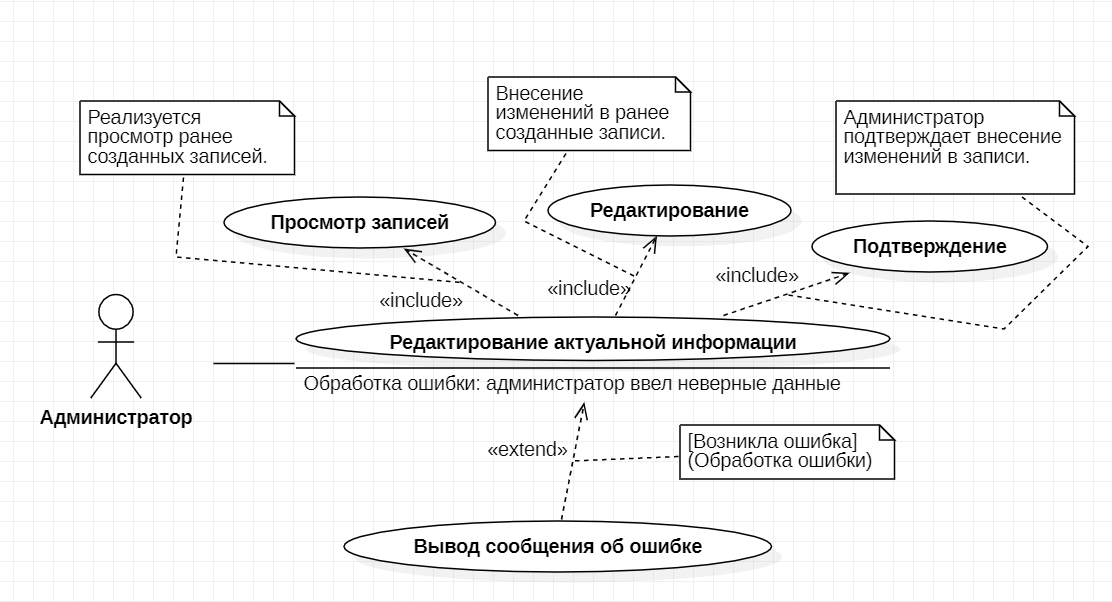 Реализуется
просмотр ранее
созданных записей.
Внесение
изменений в ранее
созданные записи.
Администратор
подтверждает внесение
изменений в записи.
Просмотр записей
Редактирование
Подтверждение
«include»
«include»
«include»
Редактирование актуальной информации
Обработка ошибки: администратор ввел неверные данные
Администратор
«extend»
[Возникла ошибка]
(Обработка ошибки)
Вывод сообщения об ошибке